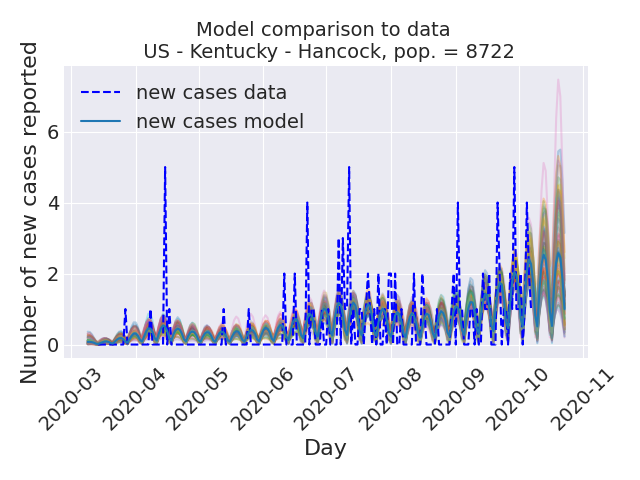 Model comparison to data
US - Kentucky - Hancock, pop. = 8722
Number of new cases reported
new cases data
new cases model
6
4
2
0
2020-03
2020-04
2020-05
2020-06
2020-07
2020-08
2020-09
2020-10
2020-11
Day